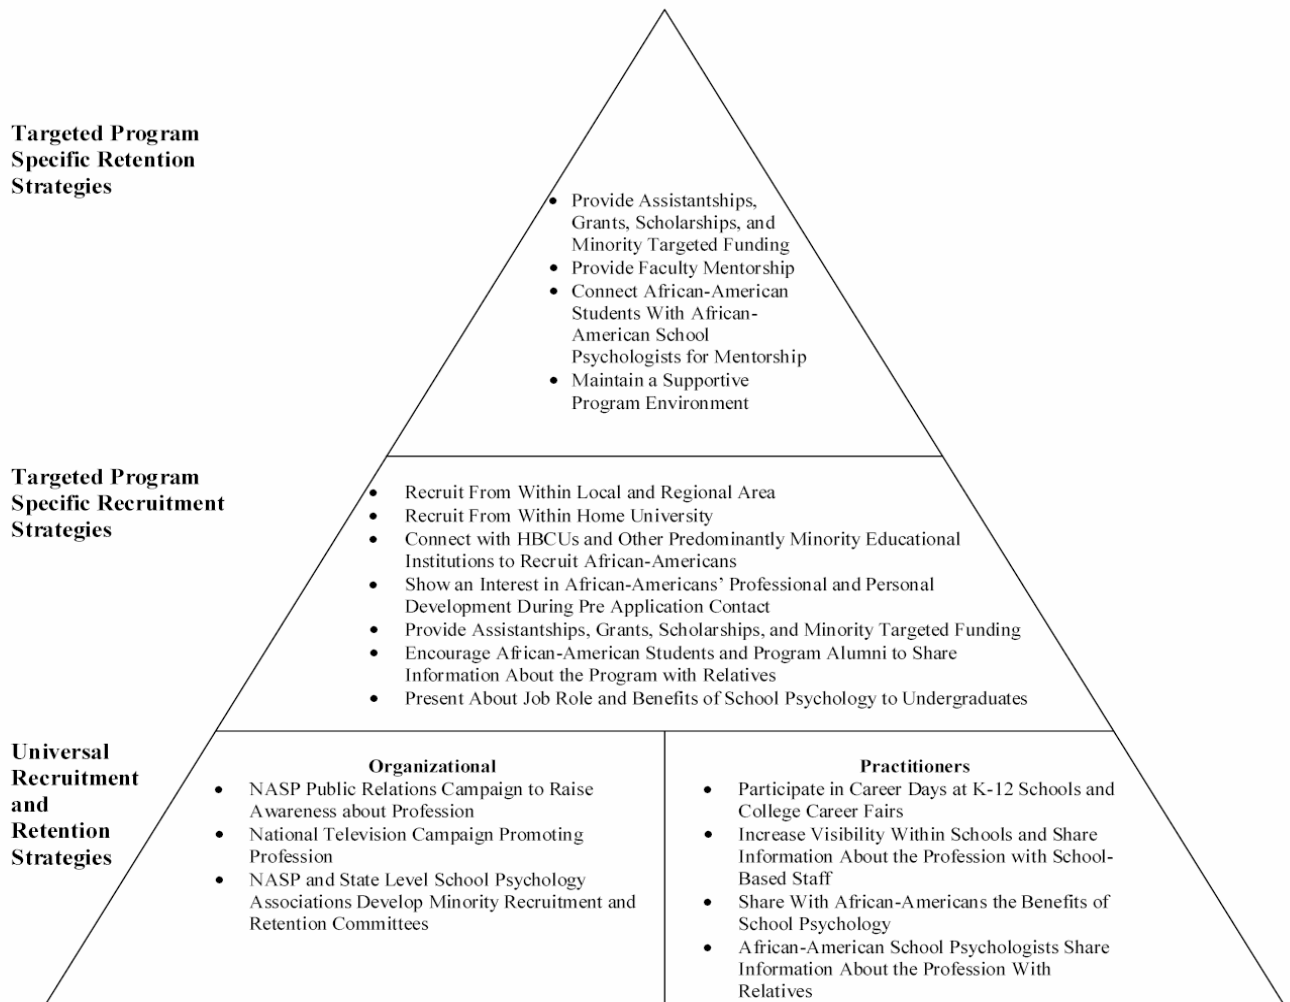 Targeted Program
Specific Retention
Strategies
• Provide Assistantships,
Grants, Scholarships, and
Minority Targeted Funding
• Provide Faculty Mentorship
• Connect African-American
Students With African-
American School
Psychologists for Mentorship
• Maintain a Supportive
Program Environment
Targeted Program
Specific Recruitment
Strategies
• Recruit From Within Local and Regional Area
• Recruit From Within Home University
• Connect with HBCUs and Other Predominantly Minority Educational
Institutions to Recruit African-Americans
• Show an Interest in African-Americans’ Professional and Personal
Development During Pre Application Contact
• Provide Assistantships, Grants, Scholarships, and Minority Targeted Funding
• Encourage African-American Students and Program Alumni to Share
Information About the Program with Relatives
• Present About Job Role and Benefits of School Psychology to Undergraduates
Universal
Recruitment
and
Retention
Strategies
Organizational
• NASP Public Relations Campaign to Raise
Awareness about Profession
• National Television Campaign Promoting
Profession
• NASP and State Level School Psychology
Associations Develop Minority Recruitment and
Retention Committees
Practitioners
• Participate in Career Days at K-12 Schools and
College Career Fairs
• Increase Visibility Within Schools and Share
Information About the Profession with School-
Based Staff
• Share With African-Americans the Benefits of
School Psychology
• African-American School Psychologists Share
Information About the Profession With
Relatives